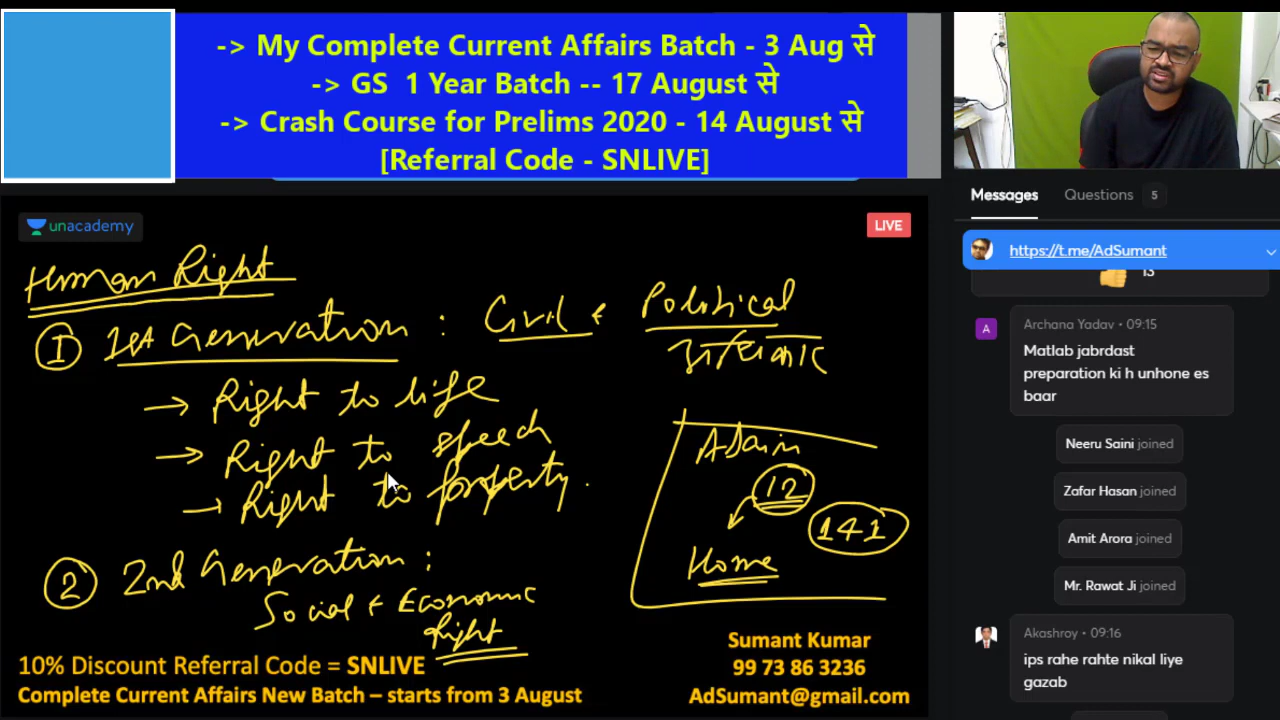 -> My Complete Current Affairs Batch - 3 Aug से
-> GS 1 Year Batch -- 17 August से
-> Crash Course for Prelims 2020 - 14 August से
[Referral Code - SNLIVE]
unacademy
LIVE
Human Right
1 1st Generation : Civil & Political
→ Right to life
→ Right to speech
→ Right to property.
2 2nd Generation :
Social & Economic
Right
Again
12
141
Home
10% Discount Referral Code = SNLIVE
Complete Current Affairs New Batch – starts from 3 August
Sumant Kumar
99 73 86 3236
AdSumant@gmail.com
Messages Questions 5
https://t.me/AdSumant
13
A
Archana Yadav • 09:15
Matlab jabrdast
preparation ki h unhone es
baar
Neeru Saini joined
Zafar Hasan joined
Amit Arora joined
Mr. Rawat Ji joined
Akashroy • 09:16
ips rahe rahte nikal liye
gazab